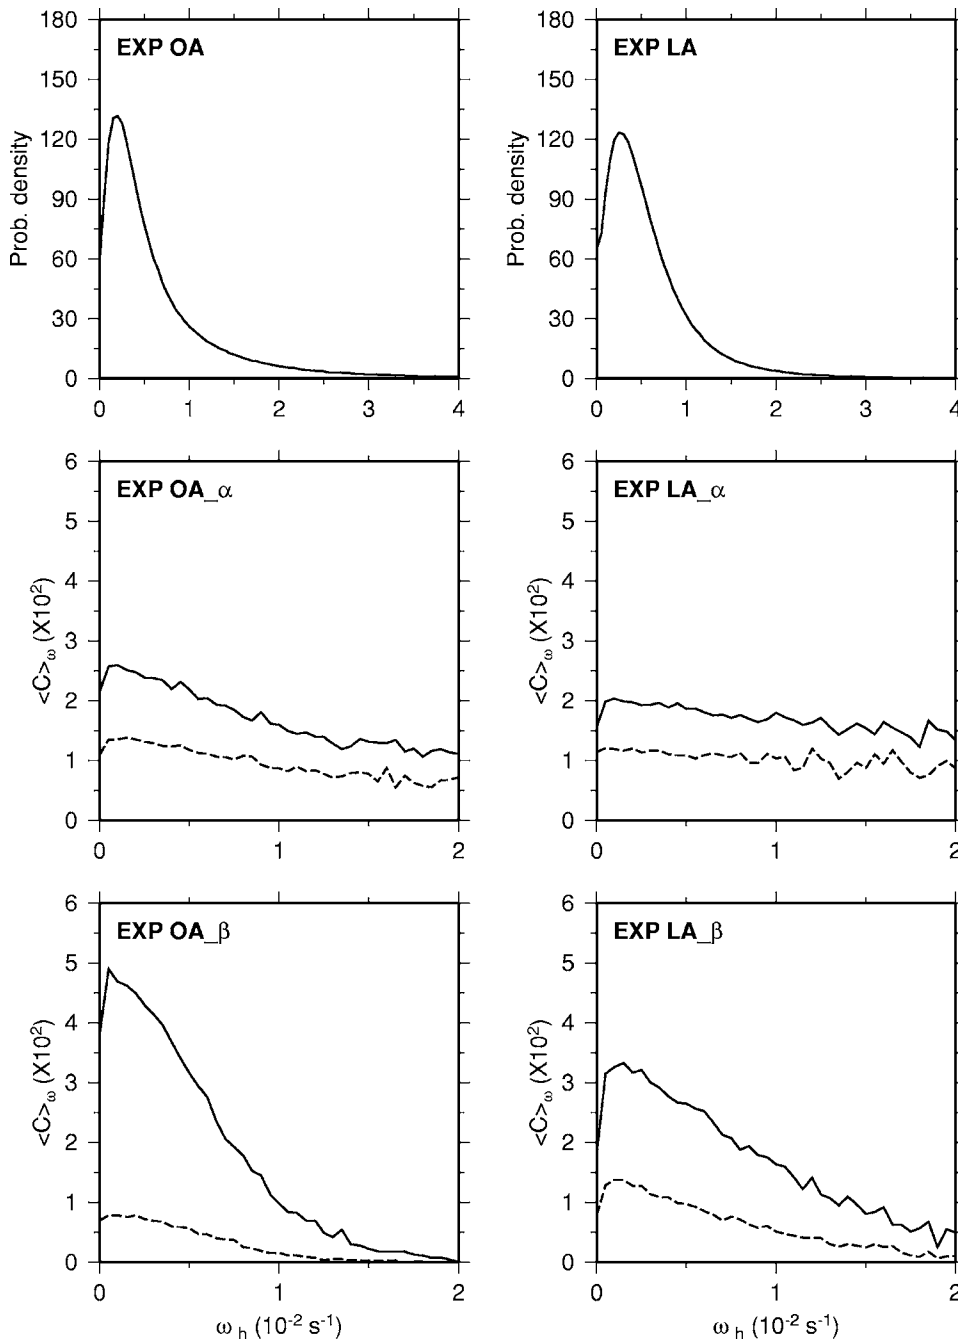 EXP OA
Prob. density
180
150
120
90
60
30
0
0 1 2 3 4
EXP LA
Prob. density
180
150
120
90
60
30
0
0 1 2 3 4
EXP OA_α
<C>ω (X10²)
6
5
4
3
2
1
0
0 1 2
EXP LA_α
<C>ω (X10²)
6
5
4
3
2
1
0
0 1 2
EXP OA_β
<C>ω (X10²)
6
5
4
3
2
1
0
0 1 2
ω h (10⁻² s⁻¹)
EXP LA_β
<C>ω (X10²)
6
5
4
3
2
1
0
0 1 2
ω h (10⁻² s⁻¹)